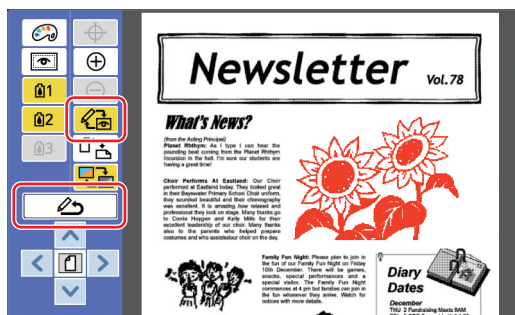 1
2
3
Newsletter Vol.78
What's News?
(from the Acting Principal)
Planet Rhthym: As I type I can hear the
pounding beat coming from the Planet Rhthym
incursion in the hall. I'm sure our students are
having a great time!
Choir Performs At Eastland: Our Choir
performed at Eastland today. They looked great
in their Bayswater Primary School Choir uniform,
they sounded beautiful and their choreography
was excellent. It is amazing how relaxed and
professional they look on stage. Many thanks go
to Carrie Huygen and Kelly Mills for their
excellent leadership of our choir. Many thanks
also to the parents who helped prepare
costumes and who assisted our choir on the day.
Family Fun Night: Please plan to join in
the fun of our Family Fun Night on Friday
10th December. There will be games,
snacks, special performances and a
special visitor. The Family Fun Night
commences at 4 pm but families can join in
the fun whenever they arrive. Watch for
notices with more details.
Diary
Dates
December
THU 2 Fundraising Meets 9AM